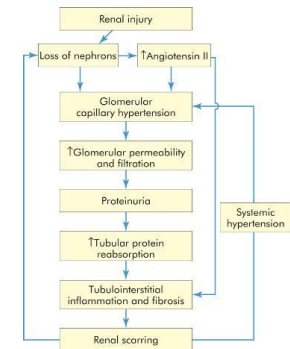 Renal injury
Loss of nephrons
↑Angiotensin II
Glomerular
capillary hypertension
↑Glomerular permeability
and filtration
Proteinuria
Systemic
hypertension
↑Tubular protein
reabsorption
Tubulointerstitial
inflammation and fibrosis
Renal scarring